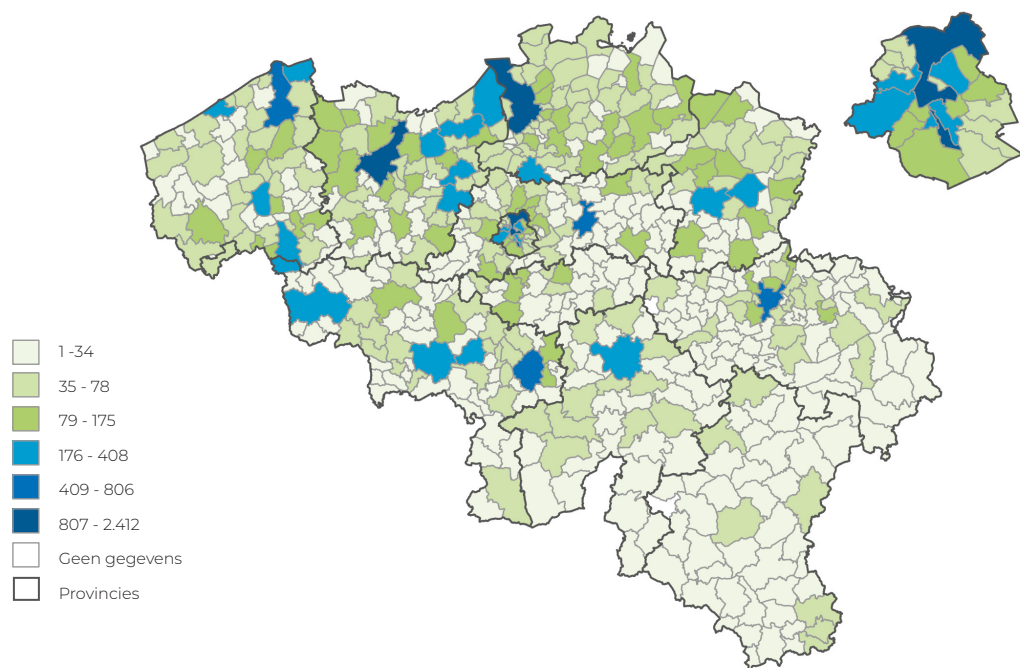 1 -34
35 - 78
79 - 175
176 - 408
409 - 806
807 - 2.412
Geen gegevens
Provincies